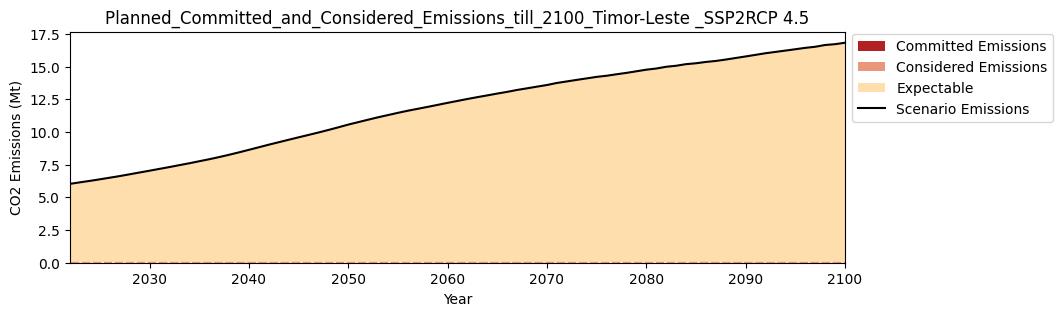 Planned_Committed_and_Considered_Emissions_till_2100_Timor-Leste _SSP2RCP 4.5
17.5
15.0
12.5
10.0
7.5
5.0
2.5
0.0
CO2 Emissions (Mt)
2030 2040 2050 2060 2070 2080 2090 2100
Year
Committed Emissions
Considered Emissions
Expectable
Scenario Emissions